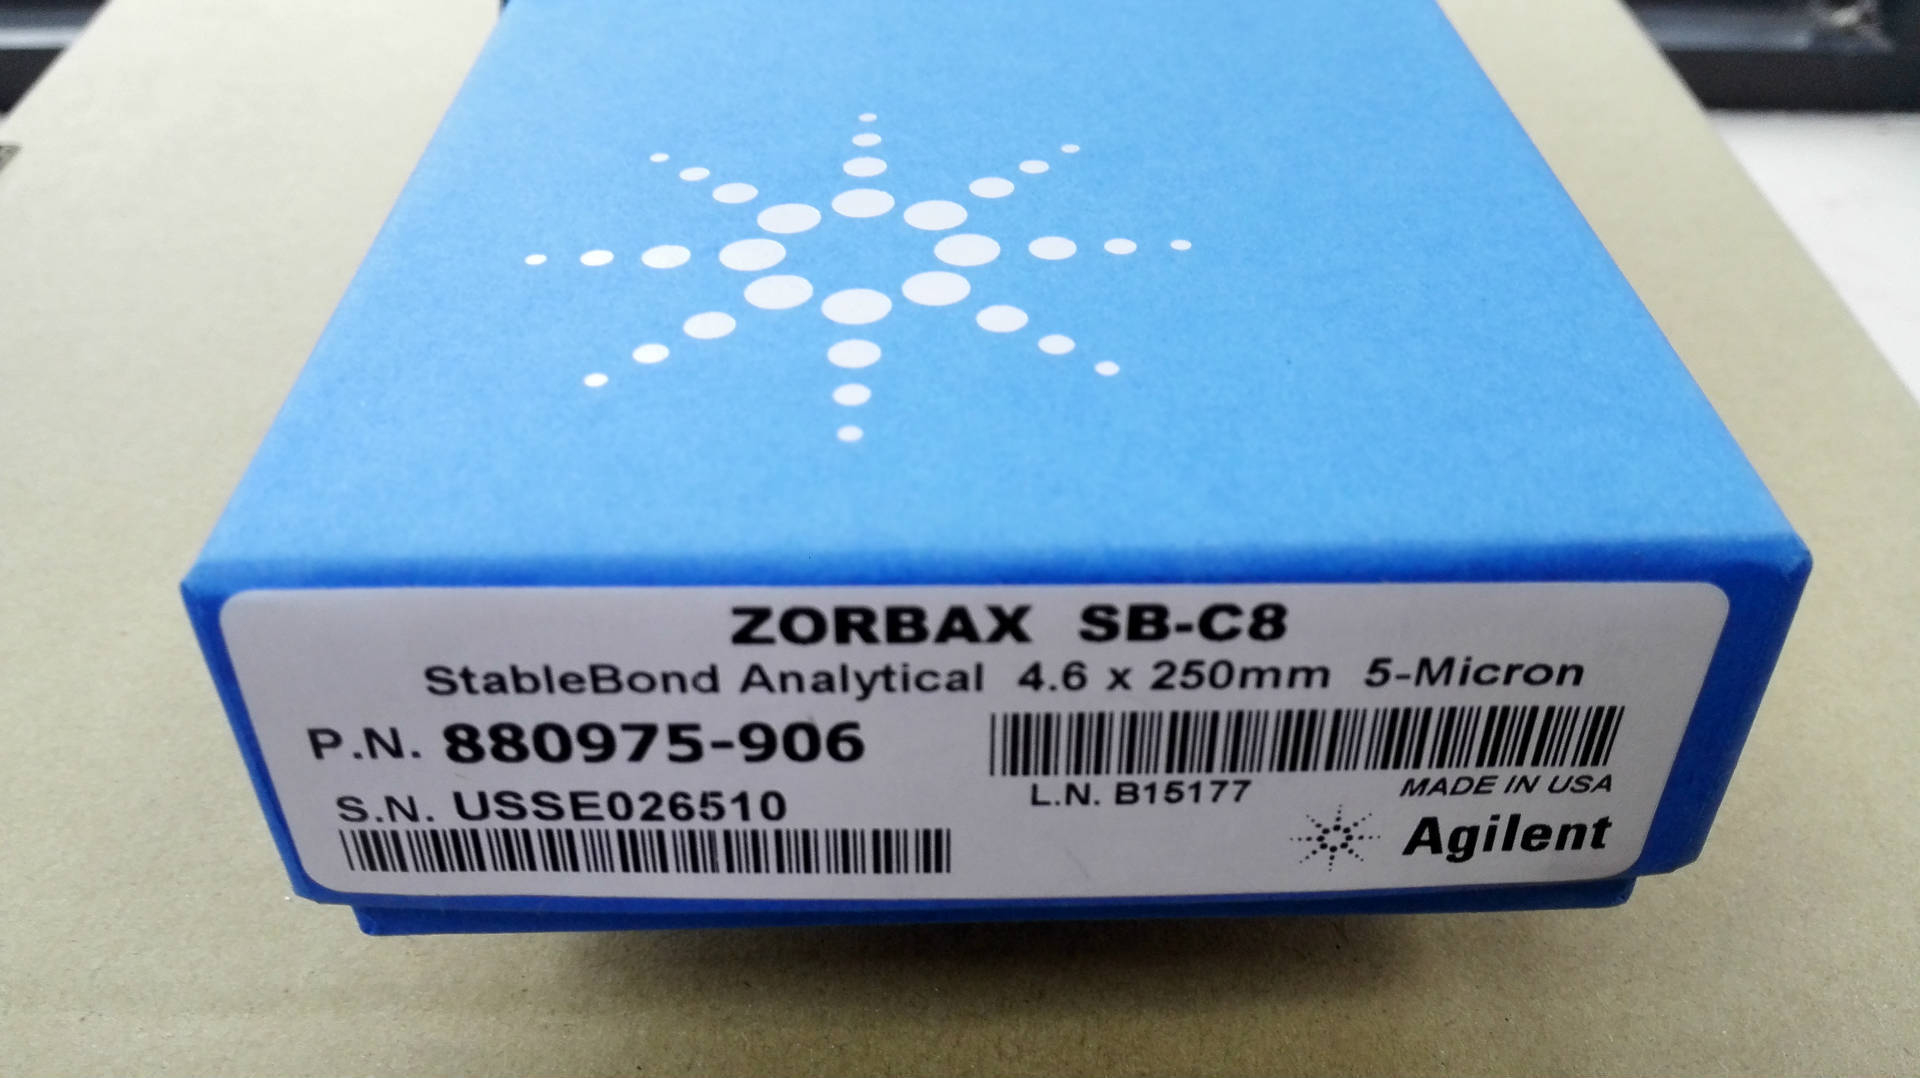 ZORBAX SB-C8
StableBond Analytical 4.6 x 250mm 5-Micron
P.N. 880975-906
S.N. USSE026510
L.N. B15177
MADE IN USA
Agilent